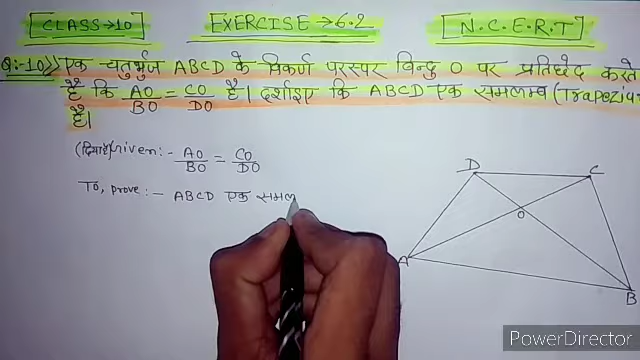 CLASS→10 EXERCISE→6.2 N.C.E.R.T
Q:-10>> एक चतुर्भुज ABCD के विकर्ण परस्पर बिन्दु O पर प्रतिछेद करते
है कि AO/BO = CO/DO है। दर्शाइए कि ABCD एक समलम्ब (Trapezium
है।
(दिया है) Given:- AO/BO = CO/DO
To, prove:- ABCD एक समल
D C
O
A
B
PowerDirector